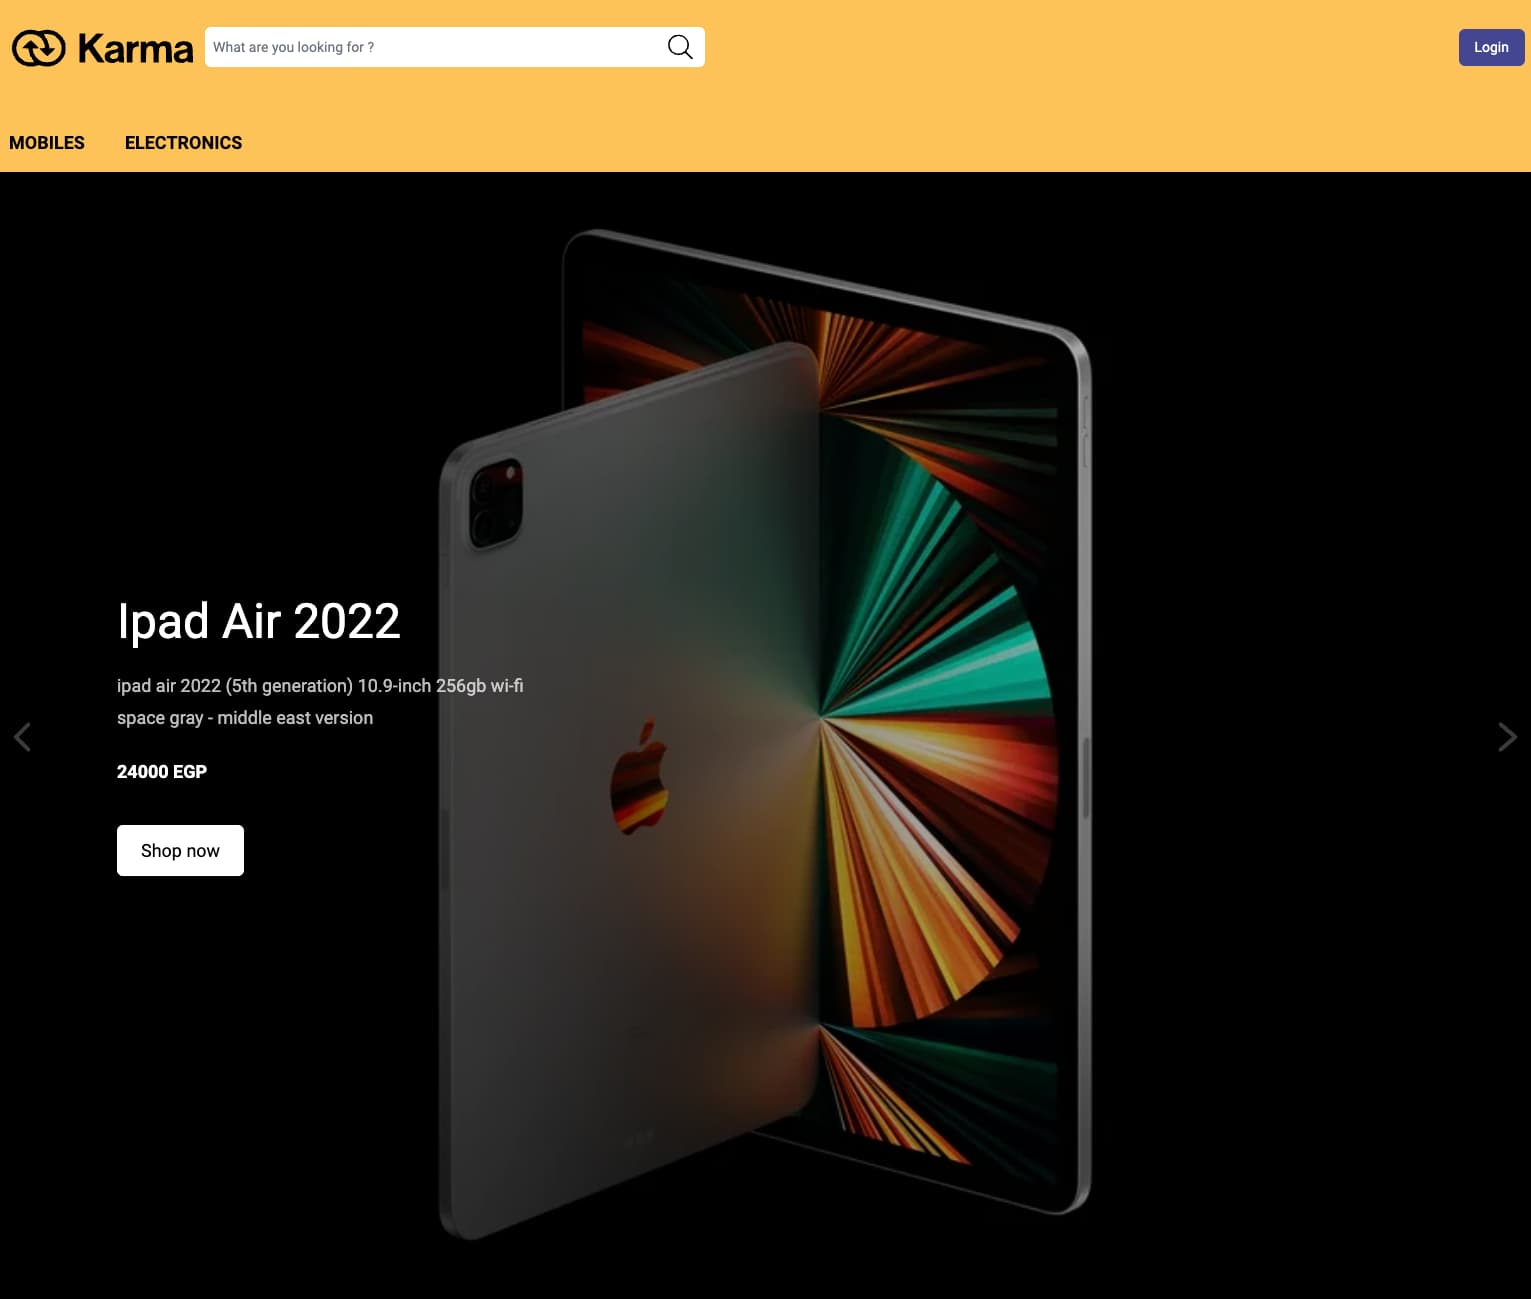 Karma
What are you looking for ?
Login
MOBILES
ELECTRONICS
Ipad Air 2022
ipad air 2022 (5th generation) 10.9-inch 256gb wi-fi
space gray - middle east version
24000 EGP
Shop now